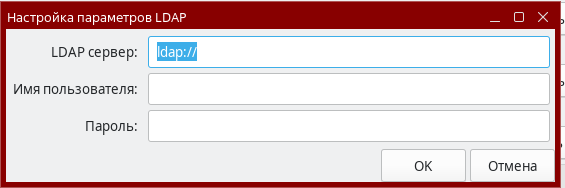 Настройка параметров LDAP
LDAP сервер: ldap://
Имя пользователя:
Пароль:
OK Отмена